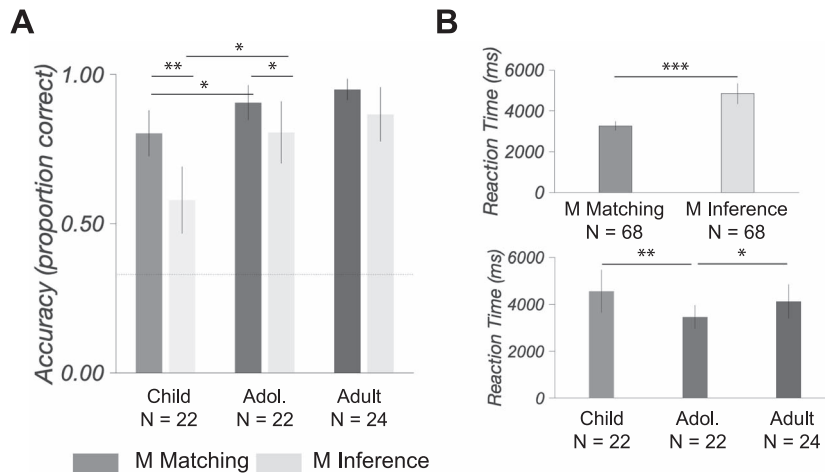 A
Accuracy (proportion correct)
1.00
0.50
0.00
**
*
*
*
Child
N = 22
Adol.
N = 22
Adult
N = 24
M Matching
M Inference
B
Reaction Time (ms)
6000
4000
2000
0
***
M Matching
N = 68
M Inference
N = 68
Reaction Time (ms)
6000
4000
2000
0
**
*
Child
N = 22
Adol.
N = 22
Adult
N = 24